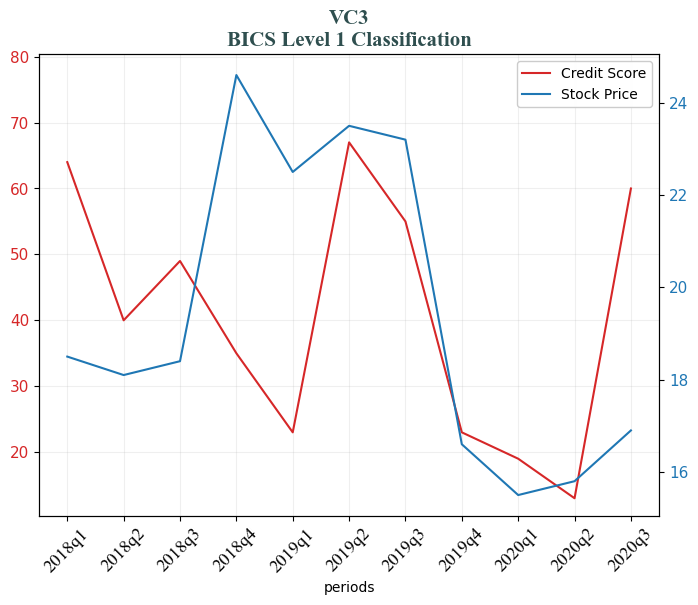 VC3
BICS Level 1 Classification
Credit Score
Stock Price
80
70
60
50
40
30
20
24
22
20
18
16
2018q1
2018q2
2018q3
2018q4
2019q1
2019q2
2019q3
2019q4
2020q1
2020q2
2020q3
periods